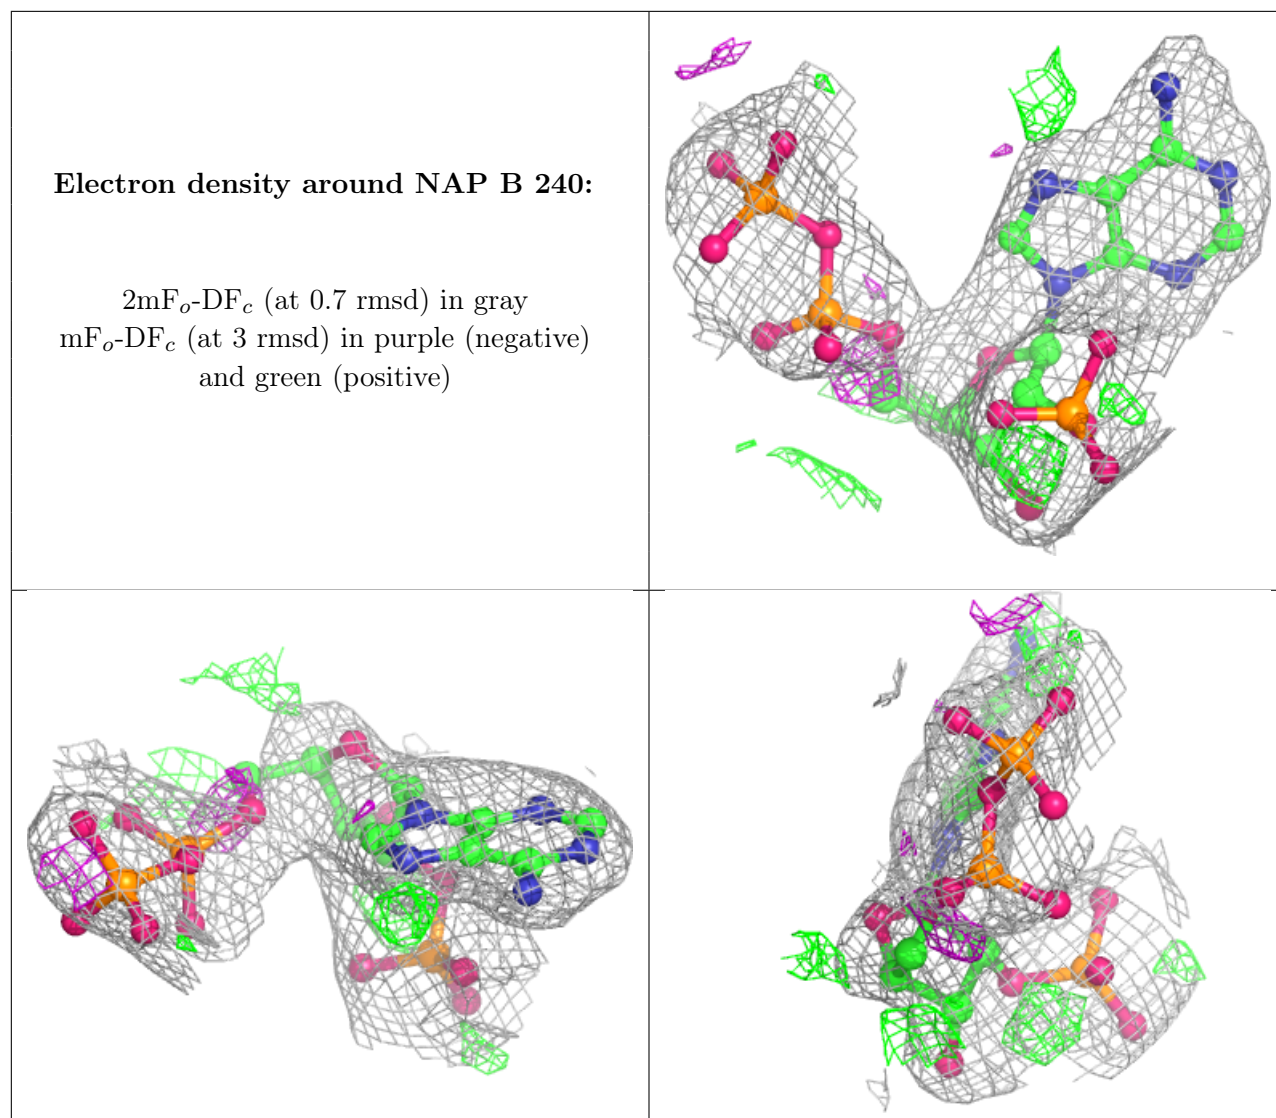 Electron density around NAP B 240:
2mFo-DFc (at 0.7 rmsd) in gray
mFo-DFc (at 3 rmsd) in purple (negative)
and green (positive)